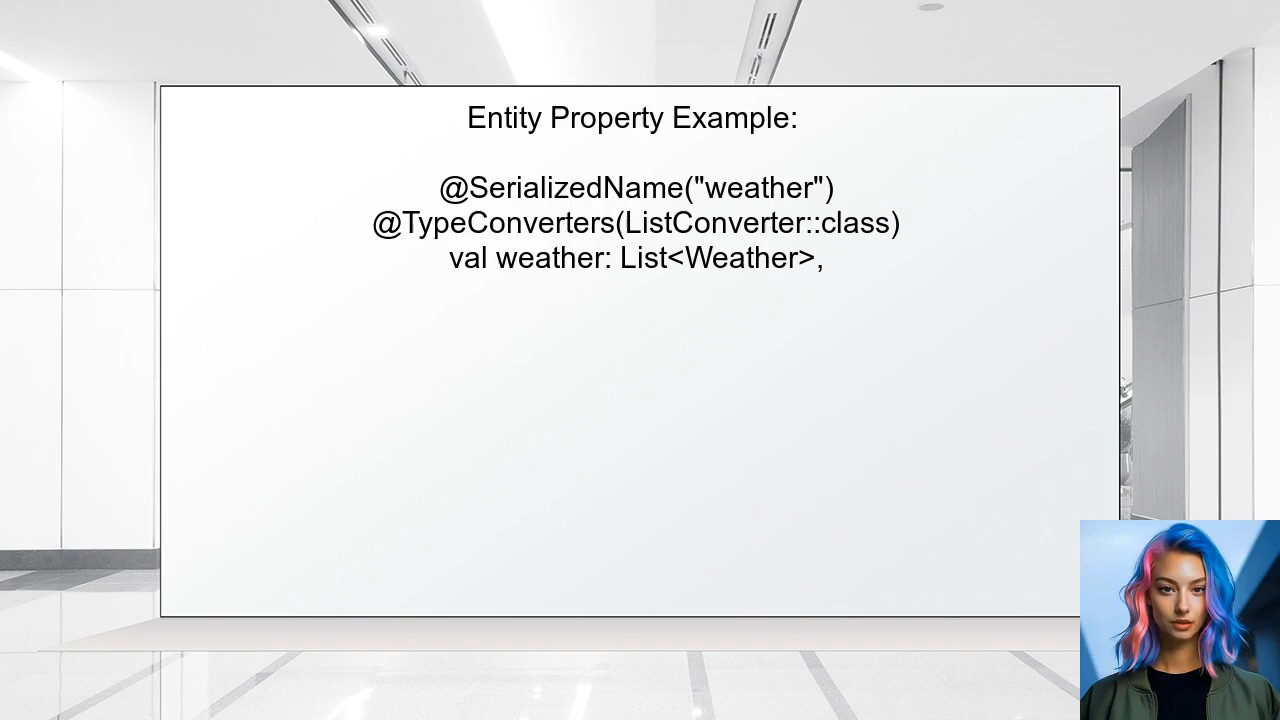 Entity Property Example:
@SerializedName("weather")
@TypeConverters(ListConverter::class)
val weather: List<Weather>,